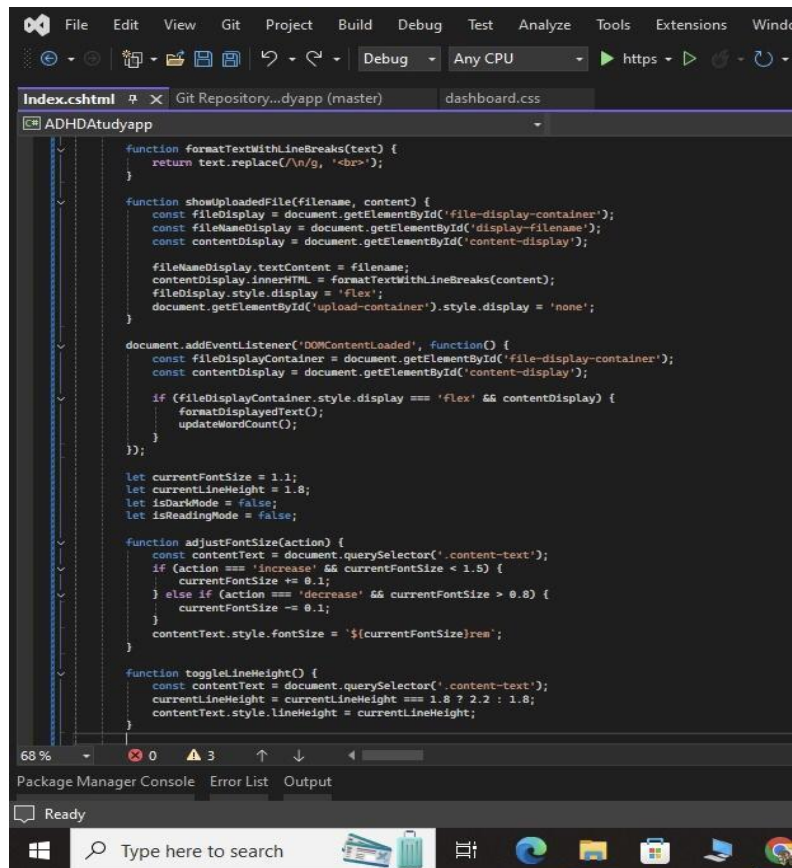 File Edit View Git Project Build Debug Test Analyze Tools Extensions Windo
Debug Any CPU https
Index.cshtml Git Repository...dyapp (master) dashboard.css
C# ADHDAtudyapp
function formatTextWithLineBreaks(text) {
return text.replace(/\n/g, '<br>');
}
function showUploadedFile(filename, content) {
const fileDisplay = document.getElementById('file-display-container');
const fileNameDisplay = document.getElementById('display-filename');
const contentDisplay = document.getElementById('content-display');
fileNameDisplay.textContent = filename;
contentDisplay.innerHTML = formatTextWithLineBreaks(content);
fileDisplay.style.display = 'flex';
document.getElementById('upload-container').style.display = 'none';
}
document.addEventListener('DOMContentLoaded', function() {
const fileDisplayContainer = document.getElementById('file-display-container');
const contentDisplay = document.getElementById('content-display');
if (fileDisplayContainer.style.display === 'flex' && contentDisplay) {
formatDisplayedText();
updateWordCount();
}
});
let currentFontSize = 1.1;
let currentLineHeight = 1.8;
let isDarkMode = false;
let isReadingMode = false;
function adjustFontSize(action) {
const contentText = document.querySelector('.content-text');
if (action === 'increase' && currentFontSize < 1.5) {
currentFontSize += 0.1;
} else if (action === 'decrease' && currentFontSize > 0.8) {
currentFontSize -= 0.1;
}
contentText.style.fontSize = `${currentFontSize}rem`;
}
function toggleLineHeight() {
const contentText = document.querySelector('.content-text');
currentLineHeight = currentLineHeight === 1.8 ? 2.2 : 1.8;
contentText.style.lineHeight = currentLineHeight;
}
68 % 0 3
Package Manager Console Error List Output
Ready
Type here to search